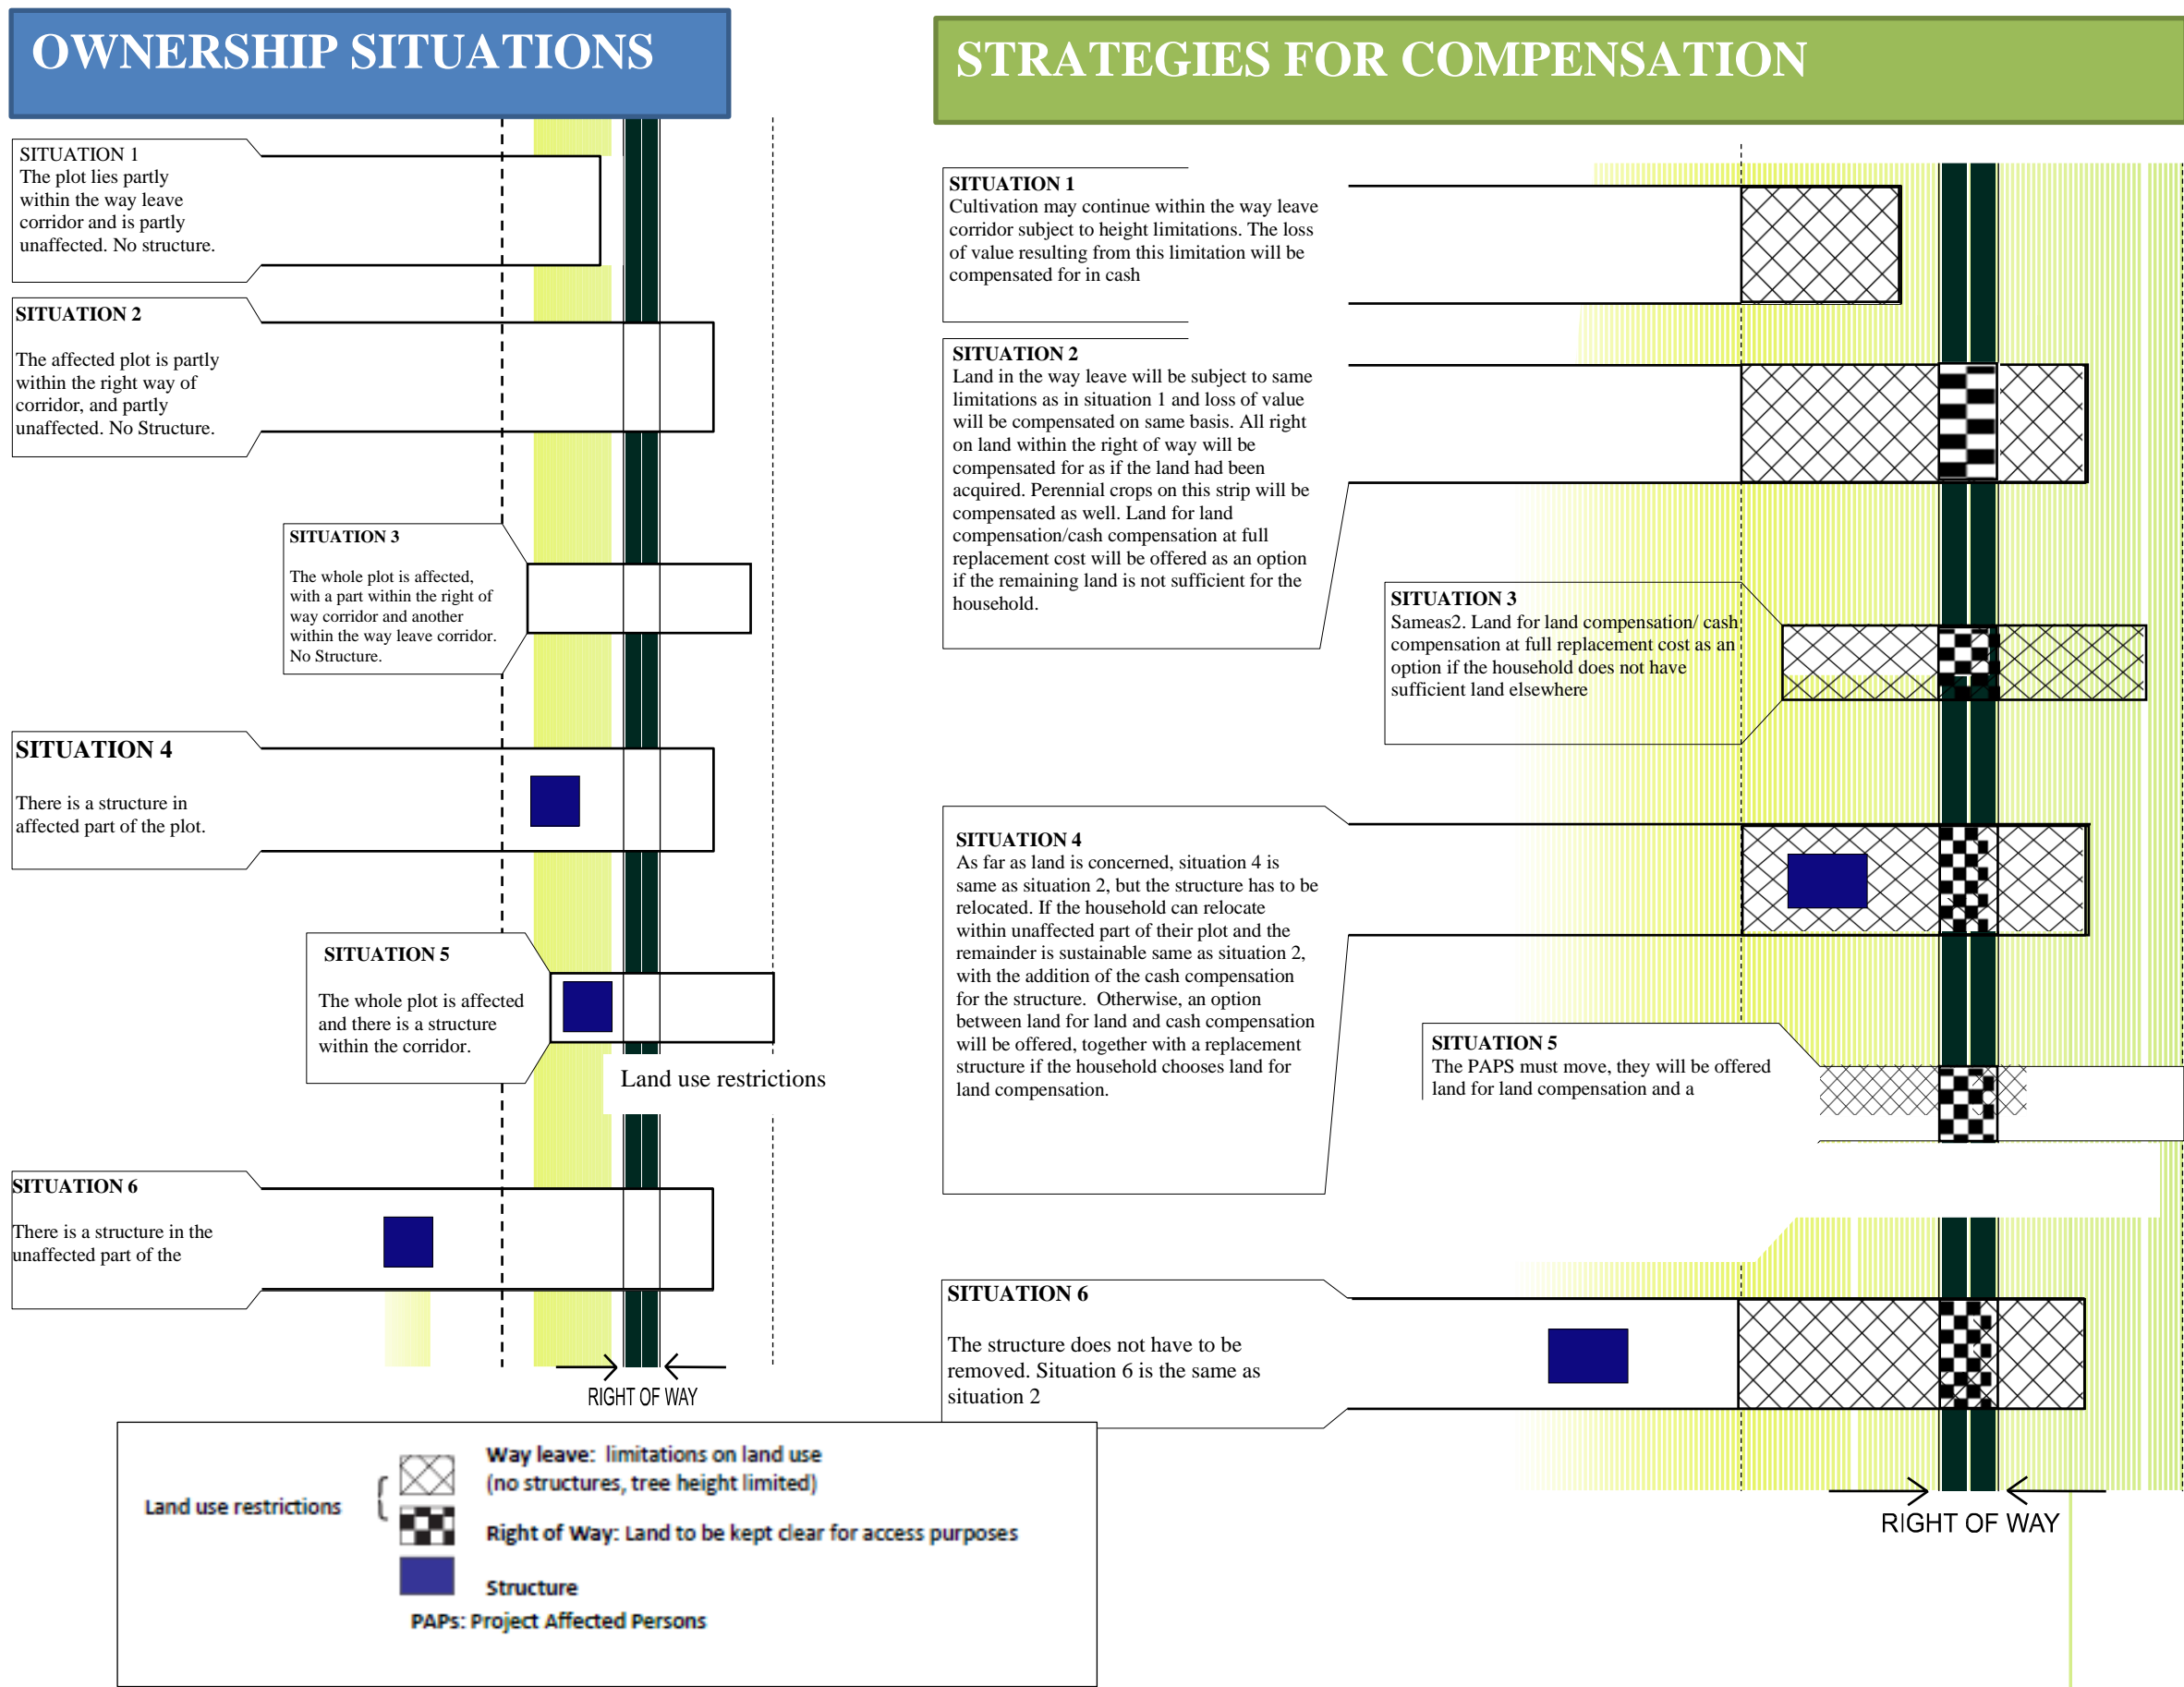 OWNERSHIP SITUATIONS
SITUATION 1
The plot lies partly
within the way leave
corridor and is partly
unaffected. No structure.
SITUATION 2
The affected plot is partly
within the right way of
corridor, and partly
unaffected. No Structure.
SITUATION 3
The whole plot is affected,
with a part within the right of
way corridor and another
within the way leave corridor.
No Structure.
SITUATION 4
There is a structure in
affected part of the plot.
SITUATION 5
The whole plot is affected
and there is a structure
within the corridor.
Land use restrictions
SITUATION 6
There is a structure in the
unaffected part of the
RIGHT OF WAY
STRATEGIES FOR COMPENSATION
SITUATION 1
Cultivation may continue within the way leave
corridor subject to height limitations. The loss
of value resulting from this limitation will be
compensated for in cash
SITUATION 2
Land in the way leave will be subject to same
limitations as in situation 1 and loss of value
will be compensated on same basis. All right
on land within the right of way will be
compensated for as if the land had been
acquired. Perennial crops on this strip will be
compensated as well. Land for land
compensation/cash compensation at full
replacement cost will be offered as an option
if the remaining land is not sufficient for the
household.
SITUATION 3
Sameas2. Land for land compensation/ cash
compensation at full replacement cost as an
option if the household does not have
sufficient land elsewhere
SITUATION 4
As far as land is concerned, situation 4 is
same as situation 2, but the structure has to be
relocated. If the household can relocate
within unaffected part of their plot and the
remainder is sustainable same as situation 2,
with the addition of the cash compensation
for the structure.  Otherwise, an option
between land for land and cash compensation
will be offered, together with a replacement
structure if the household chooses land for
land compensation.
SITUATION 5
The PAPS must move, they will be offered
land for land compensation and a
SITUATION 6
The structure does not have to be
removed. Situation 6 is the same as
situation 2
RIGHT OF WAY
Land use restrictions
Way leave: limitations on land use
(no structures, tree height limited)
Right of Way: Land to be kept clear for access purposes
Structure
PAPs: Project Affected Persons